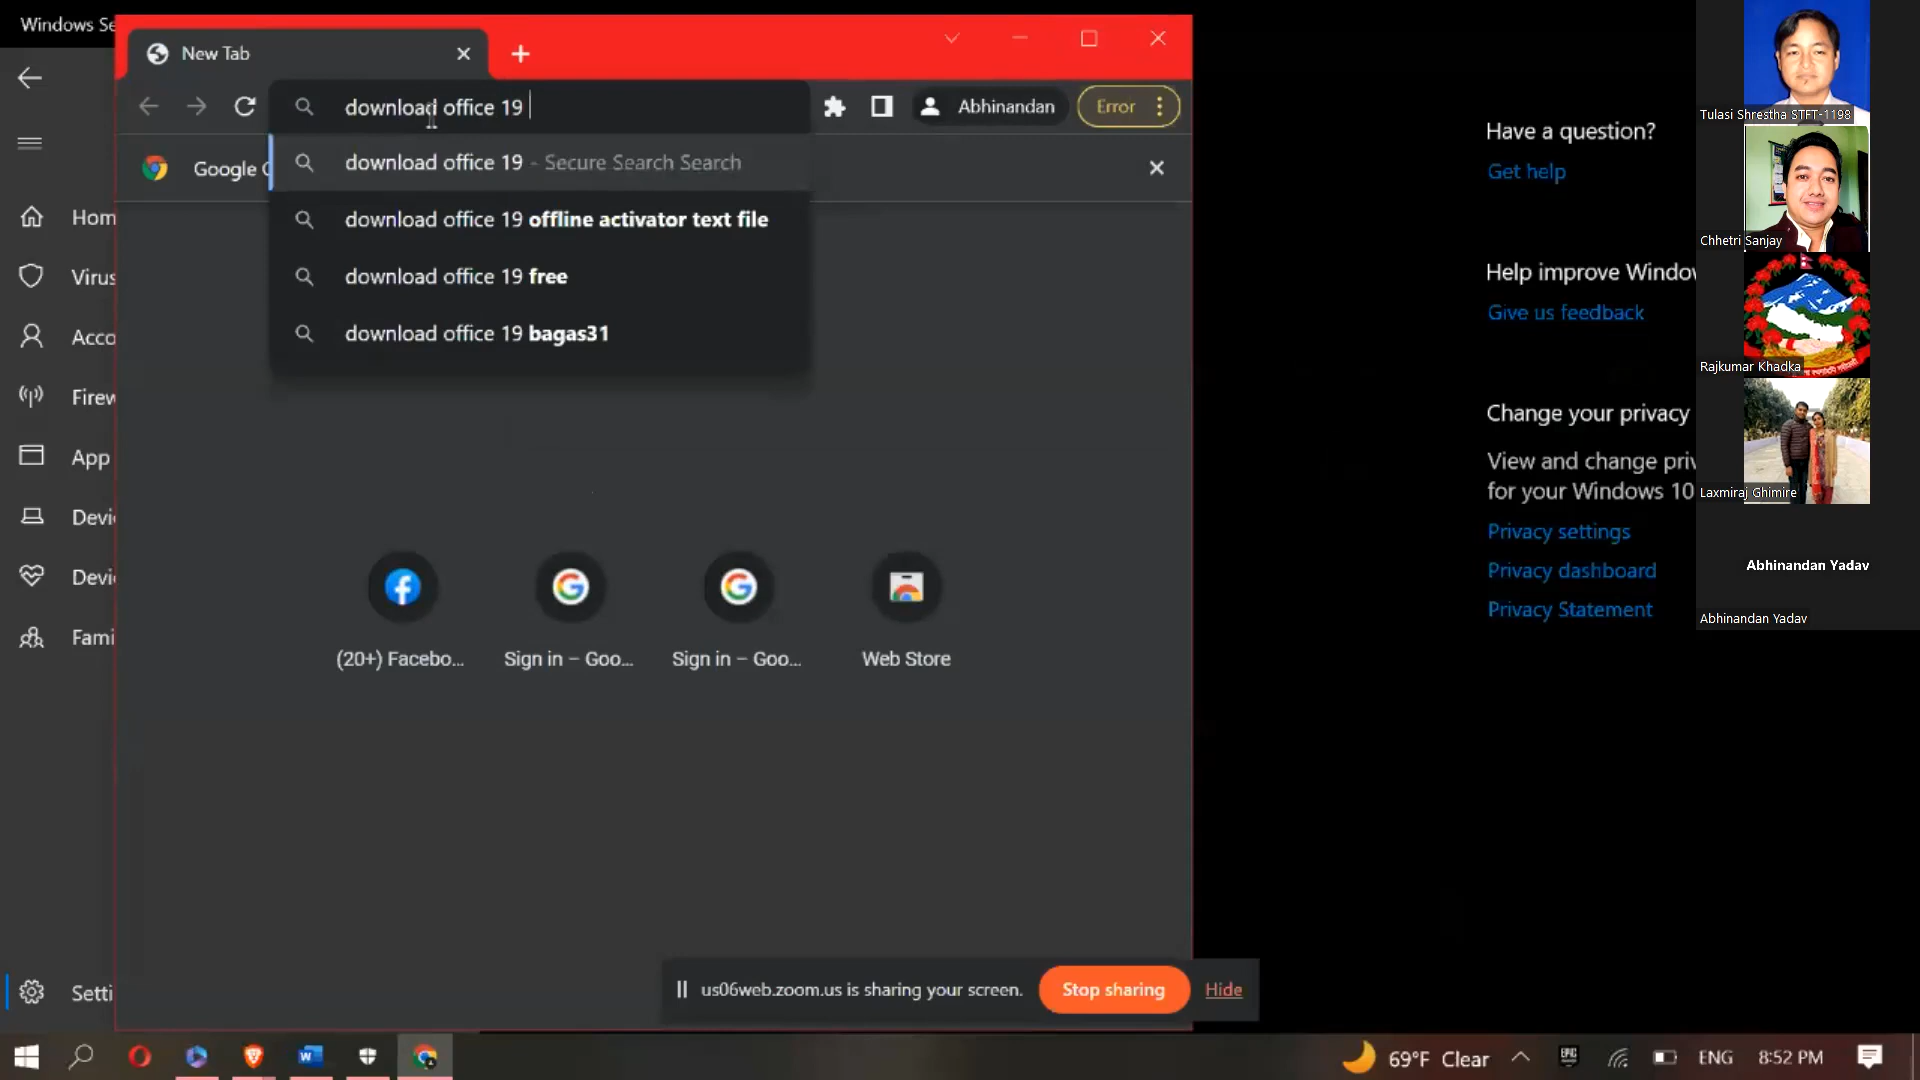 Windows Se
New Tab
download office 19
Abhinandan
Error
Google C
download office 19 - Secure Search Search
download office 19 offline activator text file
download office 19 free
download office 19 bagas31
Hom
Virus
Acco
Firew
App
Devi
Devi
Fami
Setti
(20+) Facebo...
Sign in – Goo...
Sign in – Goo...
Web Store
Have a question?
Get help
Help improve Window
Give us feedback
Change your privacy
View and change priv
for your Windows 10
Privacy settings
Privacy dashboard
Privacy Statement
Tulasi Shrestha STFT-1198
Chhetri Sanjay
Rajkumar Khadka
Laxmiraj Ghimire
Abhinandan Yadav
Abhinandan Yadav
us06web.zoom.us is sharing your screen.
Stop sharing
Hide
69°F Clear
EPIC
ENG
8:52 PM